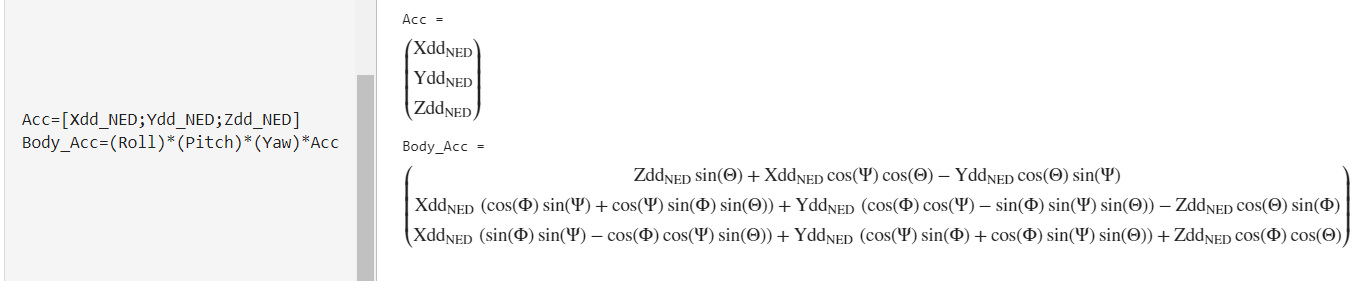 Acc=[Xdd_NED;Ydd_NED;Zdd_NED]
Body_Acc=(Roll)*(Pitch)*(Yaw)*Acc
Acc =
Xdd_NED
Ydd_NED
Zdd_NED
Body_Acc =
Zdd_NED sin(Θ) + Xdd_NED cos(Ψ) cos(Θ) − Ydd_NED cos(Θ) sin(Ψ)
Xdd_NED (cos(Φ) sin(Ψ) + cos(Ψ) sin(Φ) sin(Θ)) + Ydd_NED (cos(Φ) cos(Ψ) − sin(Φ) sin(Ψ) sin(Θ)) − Zdd_NED cos(Θ) sin(Φ)
Xdd_NED (sin(Φ) sin(Ψ) − cos(Φ) cos(Ψ) sin(Θ)) + Ydd_NED (cos(Ψ) sin(Φ) + cos(Φ) sin(Ψ) sin(Θ)) + Zdd_NED cos(Φ) cos(Θ)